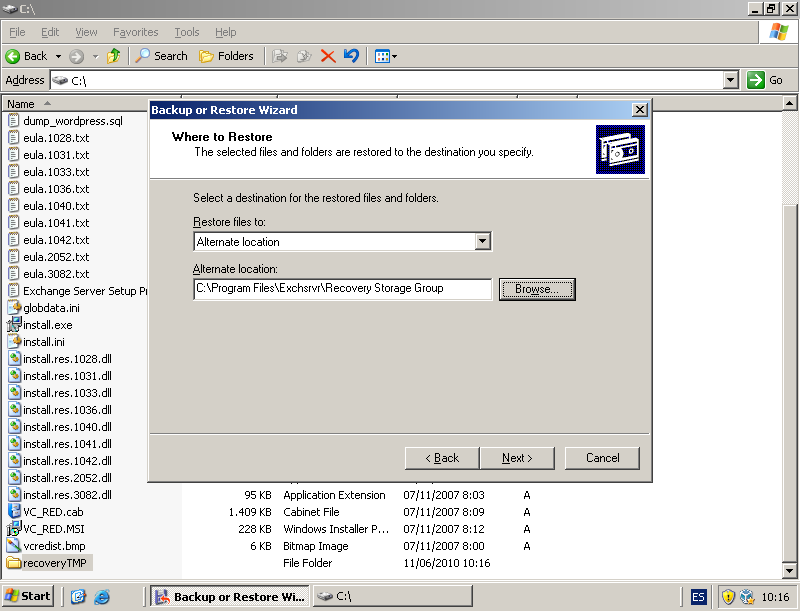 C:\
File Edit View Favorites Tools Help
Back Search Folders
Address C:\ Go
Name
dump_wordpress.sql
eula.1028.txt
eula.1031.txt
eula.1033.txt
eula.1036.txt
eula.1040.txt
eula.1041.txt
eula.1042.txt
eula.2052.txt
eula.3082.txt
Exchange Server Setup Pr
globdata.ini
install.exe
install.ini
install.res.1028.dll
install.res.1031.dll
install.res.1033.dll
install.res.1036.dll
install.res.1040.dll
install.res.1041.dll
install.res.1042.dll
install.res.2052.dll
install.res.3082.dll 95 KB Application Extension 07/11/2007 8:03 A
VC_RED.cab 1.409 KB Cabinet File 07/11/2007 8:09 A
VC_RED.MSI 228 KB Windows Installer P... 07/11/2007 8:12 A
vcredist.bmp 6 KB Bitmap Image 07/11/2007 8:00 A
recoveryTMP File Folder 11/06/2010 10:16
Backup or Restore Wizard
Where to Restore
The selected files and folders are restored to the destination you specify.
Select a destination for the restored files and folders.
Restore files to:
Alternate location
Alternate location:
C:\Program Files\Exchsrvr\Recovery Storage Group Browse...
< Back Next > Cancel
Start Backup or Restore Wi... C:\ ES 10:16